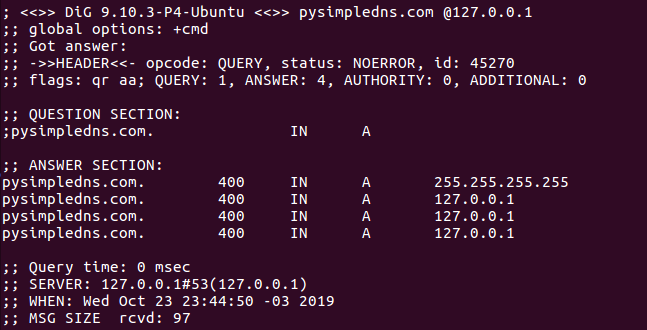 ; <<>> DiG 9.10.3-P4-Ubuntu <<>> pysimpledns.com @127.0.0.1
;; global options: +cmd
;; Got answer:
;; ->>HEADER<<- opcode: QUERY, status: NOERROR, id: 45270
;; flags: qr aa; QUERY: 1, ANSWER: 4, AUTHORITY: 0, ADDITIONAL: 0
;; QUESTION SECTION:
;pysimpledns.com. IN A
;; ANSWER SECTION:
pysimpledns.com. 400 IN A 255.255.255.255
pysimpledns.com. 400 IN A 127.0.0.1
pysimpledns.com. 400 IN A 127.0.0.1
pysimpledns.com. 400 IN A 127.0.0.1
;; Query time: 0 msec
;; SERVER: 127.0.0.1#53(127.0.0.1)
;; WHEN: Wed Oct 23 23:44:50 -03 2019
;; MSG SIZE rcvd: 97